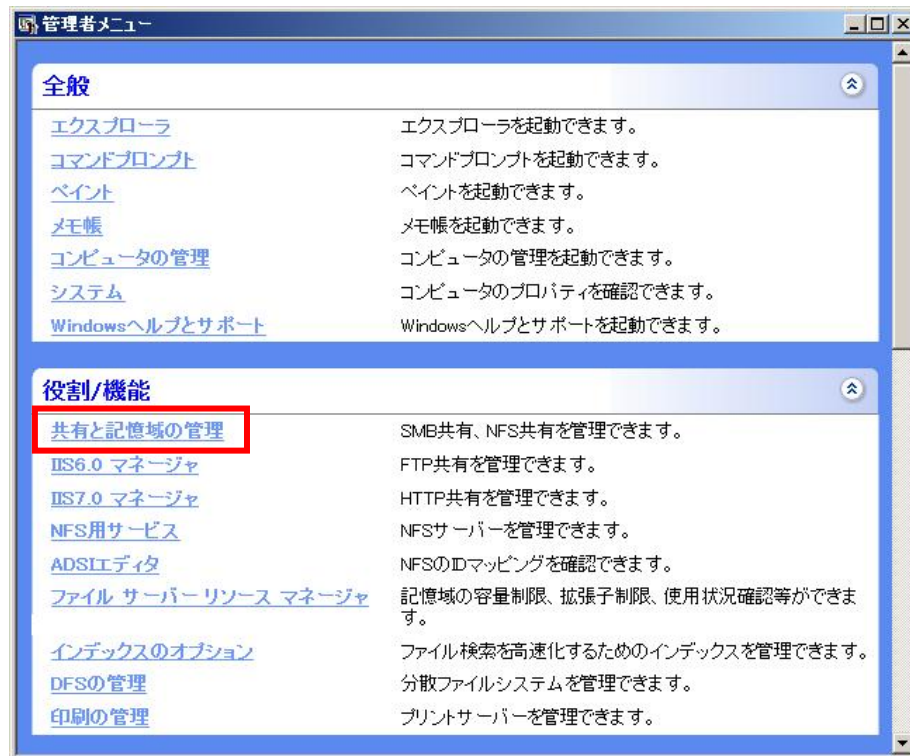 管理者メニュー
全般
エクスプローラ エクスプローラを起動できます。
コマンドプロンプト コマンドプロンプトを起動できます。
ペイント ペイントを起動できます。
メモ帳 メモ帳を起動できます。
コンピュータの管理 コンピュータの管理を起動できます。
システム コンピュータのプロパティを確認できます。
Windowsヘルプとサポート Windowsヘルプとサポートを起動できます。
役割/機能
共有と記憶域の管理 SMB共有、NFS共有を管理できます。
IIS6.0 マネージャ FTP共有を管理できます。
IIS7.0 マネージャ HTTP共有を管理できます。
NFS用サービス NFSサーバーを管理できます。
ADSIエディタ NFSのIDマッピングを確認できます。
ファイル サーバー リソース マネージャ 記憶域の容量制限、拡張子制限、使用状況確認等ができま
す。
インデックスのオプション ファイル検索を高速化するためのインデックスを管理できます。
DFSの管理 分散ファイルシステムを管理できます。
印刷の管理 プリントサーバーを管理できます。